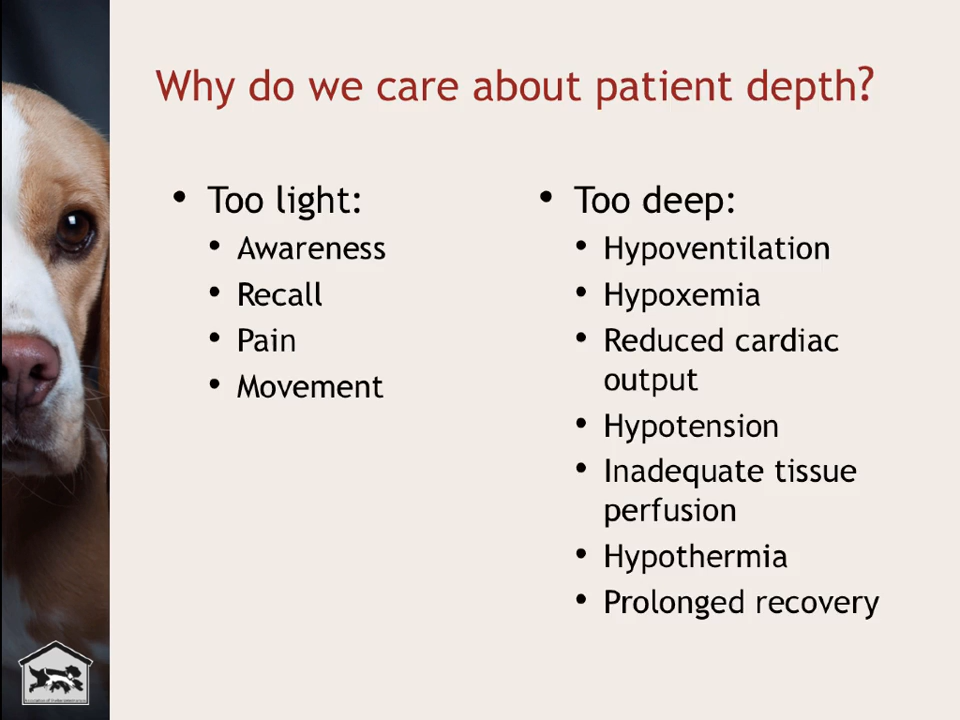 Why do we care about patient depth?
• Too light:
• Awareness
• Recall
• Pain
• Movement
• Too deep:
• Hypoventilation
• Hypoxemia
• Reduced cardiac
output
• Hypotension
• Inadequate tissue
perfusion
• Hypothermia
• Prolonged recovery